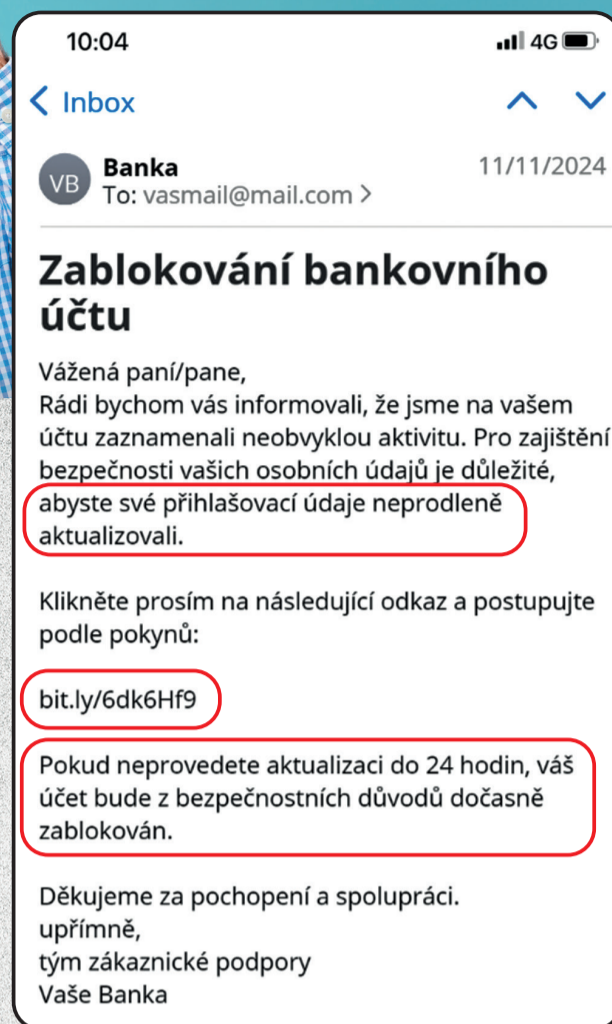 10:04 4G
Inbox
VB
Banka 11/11/2024
To: vasmail@mail.com
Zablokování bankovního
účtu
Vážená paní/pane,
Rádi bychom vás informovali, že jsme na vašem
účtu zaznamenali neobvyklou aktivitu. Pro zajištění
bezpečnosti vašich osobních údajů je důležité,
abyste své přihlašovací údaje neprodleně
aktualizovali.
Klikněte prosím na následující odkaz a postupujte
podle pokynů:
bit.ly/6dk6Hf9
Pokud neprovedete aktualizaci do 24 hodin, váš
účet bude z bezpečnostních důvodů dočasně
zablokován.
Děkujeme za pochopení a spolupráci.
upřímně,
tým zákaznické podpory
Vaše Banka